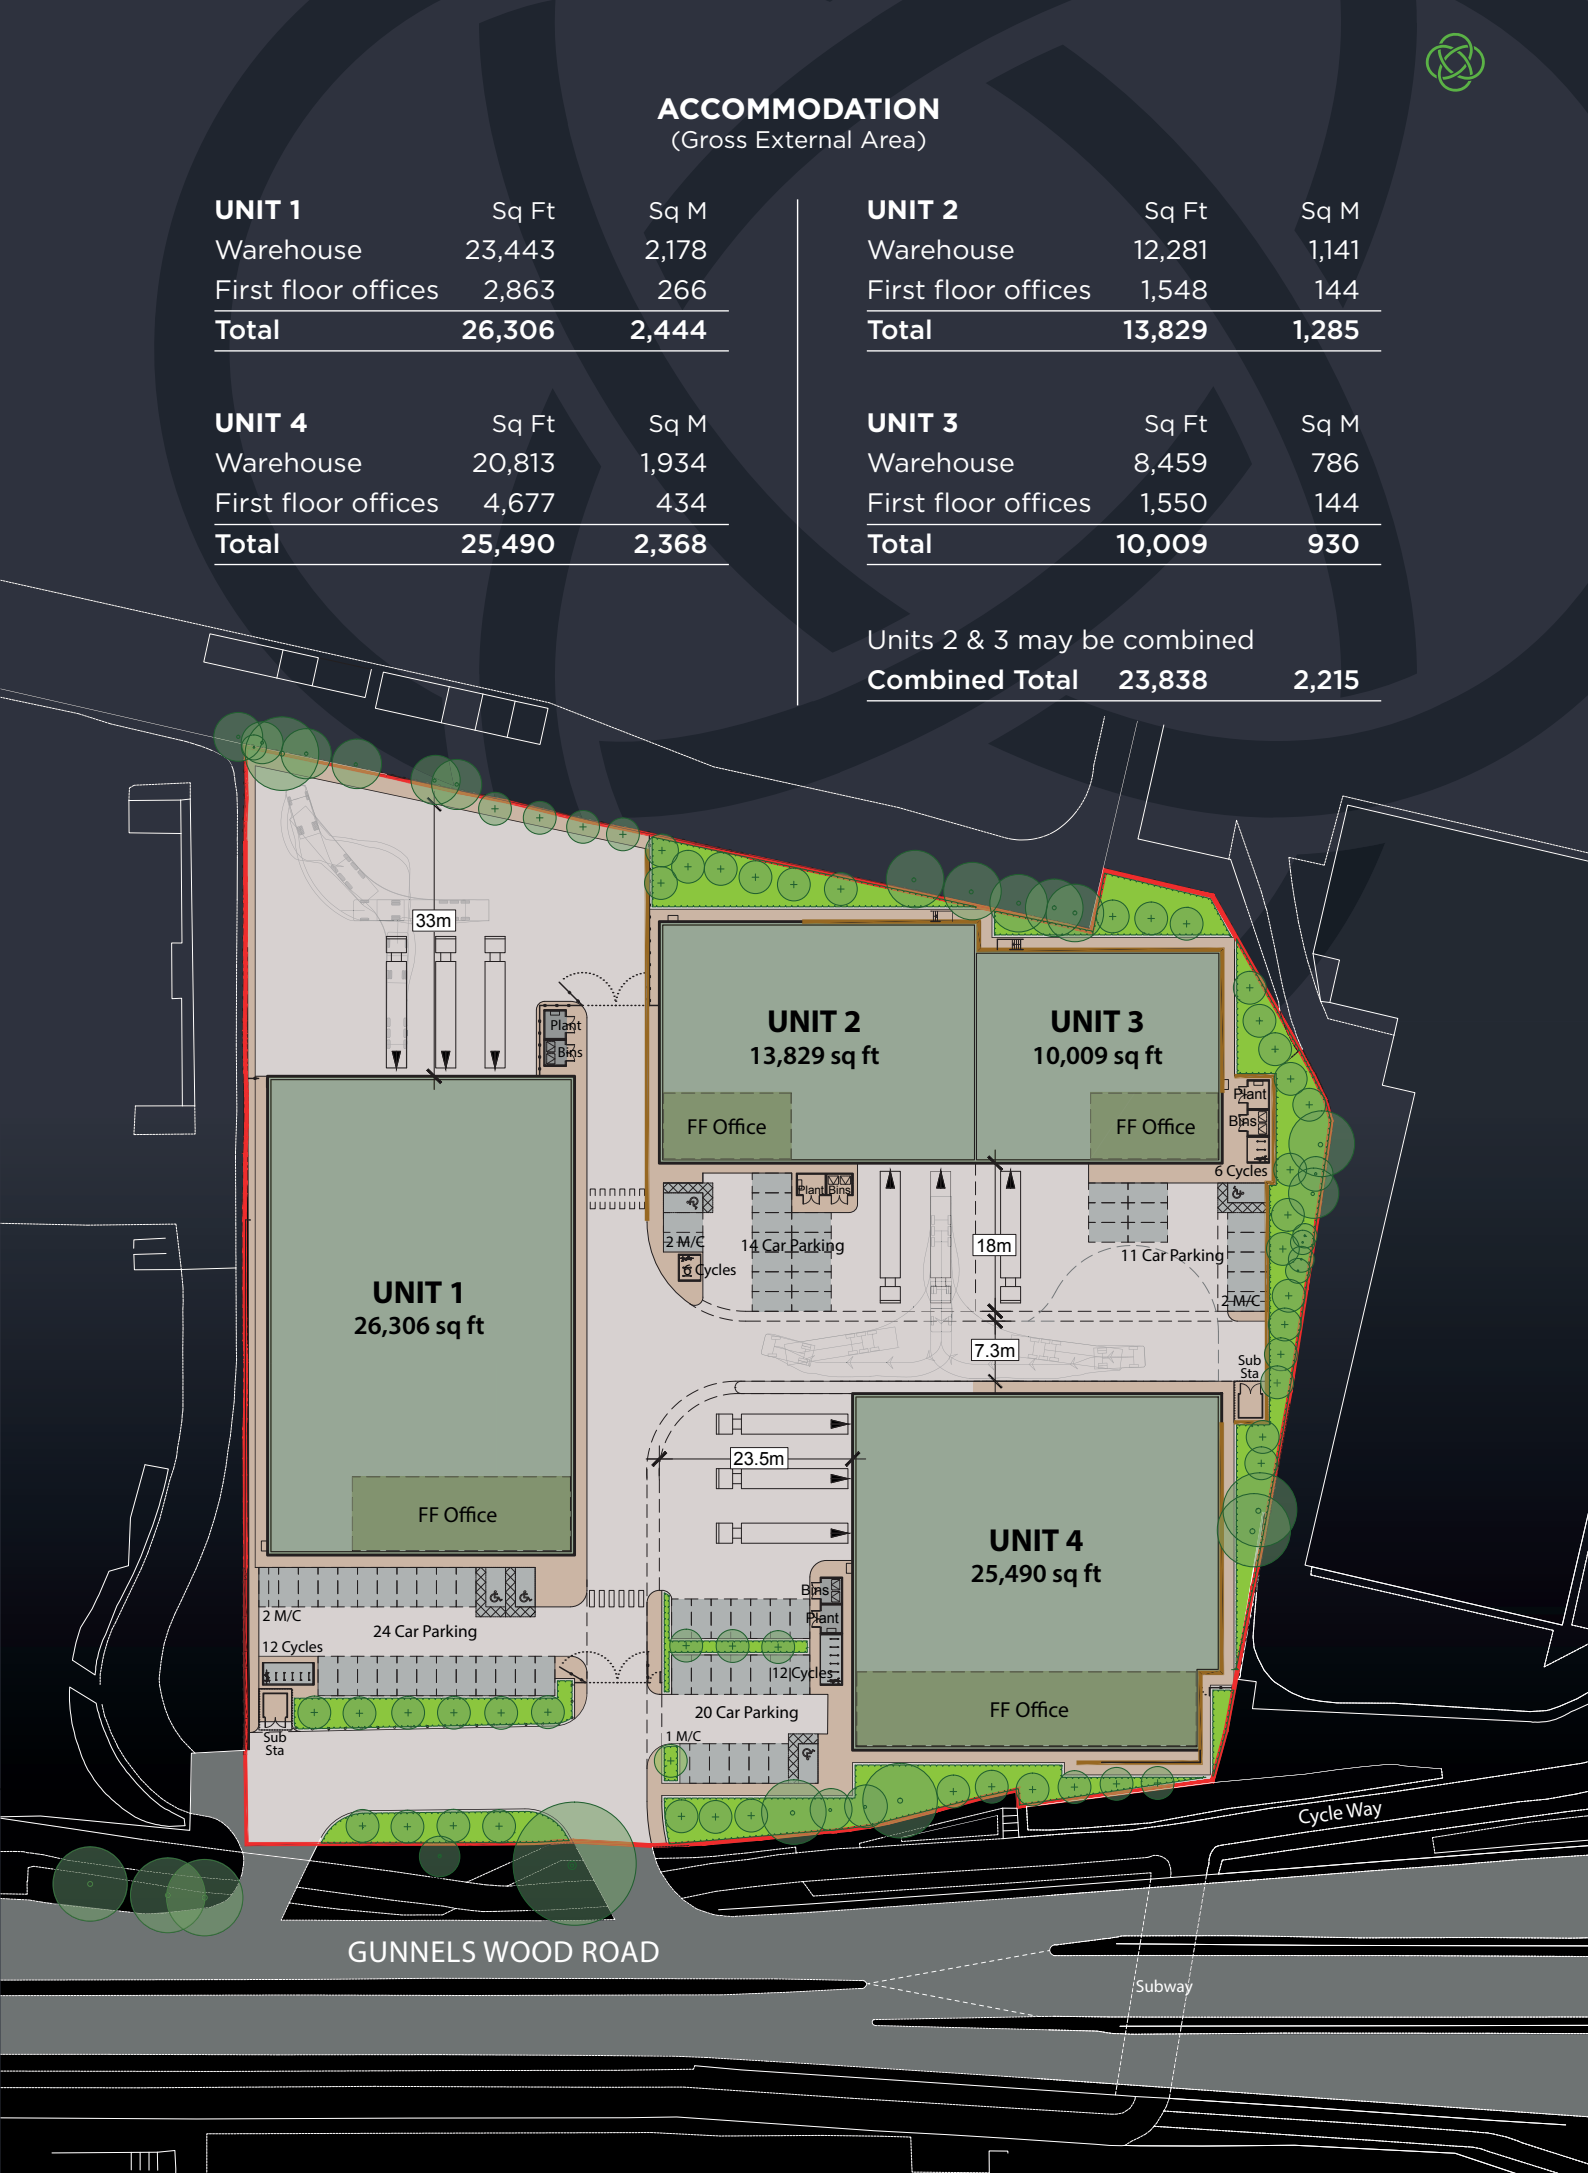 ACCOMMODATION
(Gross External Area)
UNIT 1 Sq Ft Sq M
Warehouse 23,443 2,178
First floor offices 2,863 266
Total 26,306 2,444
UNIT 2 Sq Ft Sq M
Warehouse 12,281 1,141
First floor offices 1,548 144
Total 13,829 1,285
UNIT 4 Sq Ft Sq M
Warehouse 20,813 1,934
First floor offices 4,677 434
Total 25,490 2,368
UNIT 3 Sq Ft Sq M
Warehouse 8,459 786
First floor offices 1,550 144
Total 10,009 930
Units 2 & 3 may be combined
Combined Total 23,838 2,215
33m
Plant
Bins
UNIT 2
13,829 sq ft
FF Office
UNIT 3
10,009 sq ft
FF Office
Plant
Bins
6 Cycles
Plant Bins
2 M/C
14 Car Parking
6 Cycles
18m
11 Car Parking
2 M/C
UNIT 1
26,306 sq ft
FF Office
7.3m
Sub
Sta
23.5m
UNIT 4
25,490 sq ft
FF Office
2 M/C
24 Car Parking
12 Cycles
Sub
Sta
Bins
Plant
12 Cycles
20 Car Parking
1 M/C
Cycle Way
GUNNELS WOOD ROAD
Subway